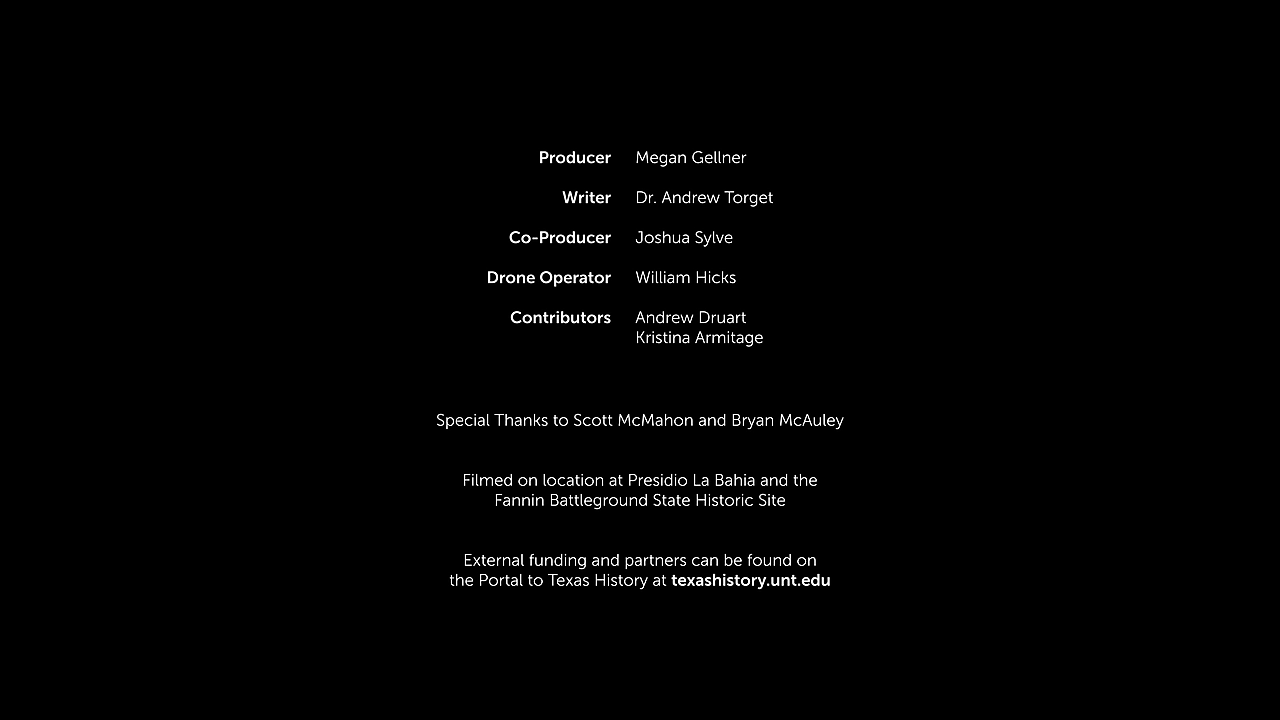 Producer Megan Gellner
Writer Dr. Andrew Torget
Co-Producer Joshua Sylve
Drone Operator William Hicks
Contributors Andrew Druart
Kristina Armitage
Special Thanks to Scott McMahon and Bryan McAuley
Filmed on location at Presidio La Bahia and the
Fannin Battleground State Historic Site
External funding and partners can be found on
the Portal to Texas History at texashistory.unt.edu